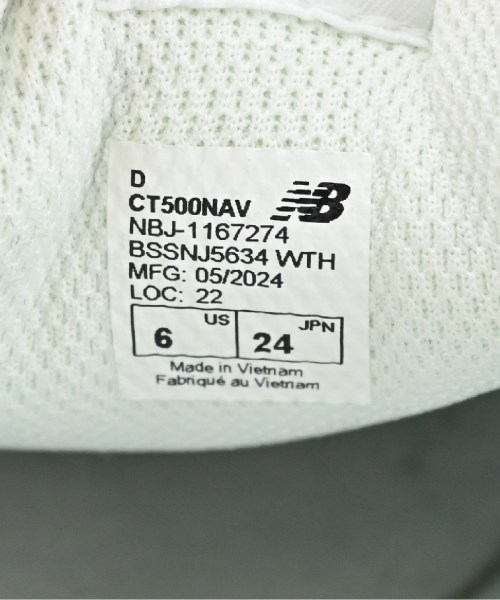 D
CT500NAV
NB
NBJ-1167274
BSSNJ5634 WTH
MFG: 05/2024
LOC: 22
6 US 24 JPN
Made in Vietnam
Fabriqué au Vietnam